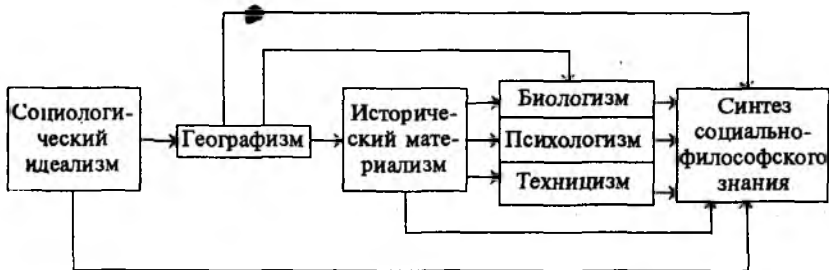 Социологи-
ческий
идеализм
Географизм
Историче-
ский мате-
риализм
Биологизм
Психологизм
Техницизм
Синтез
социально-
философского
знания